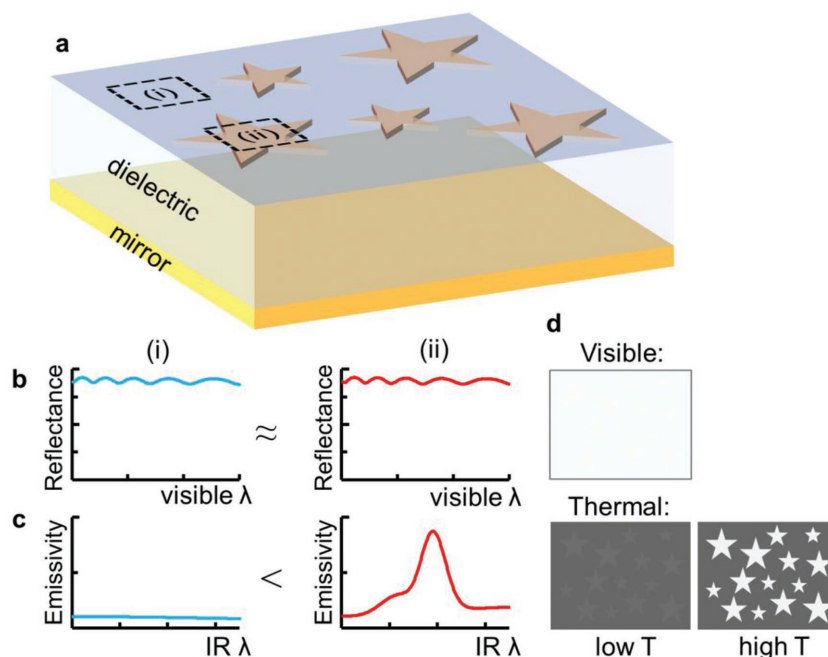 a
(i)
(ii)
dielectric
mirror
(i)
(ii)
d
Visible:
b
Reflectance
≈
Reflectance
visible λ
visible λ
Thermal:
c
Emissivity
<
Emissivity
IR λ
IR λ
low T
high T